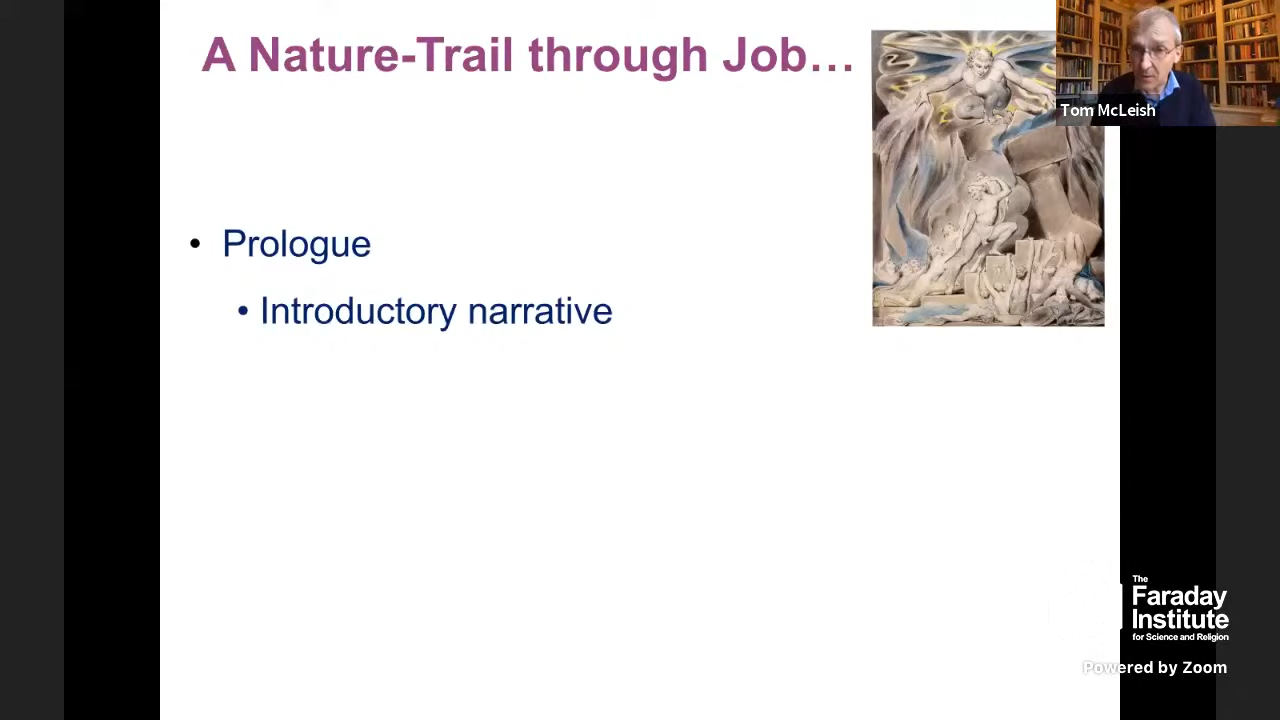 A Nature-Trail through Job…
Tom McLeish
• Prologue
• Introductory narrative
The
Faraday
Institute
for Science and Religion
Powered by Zoom